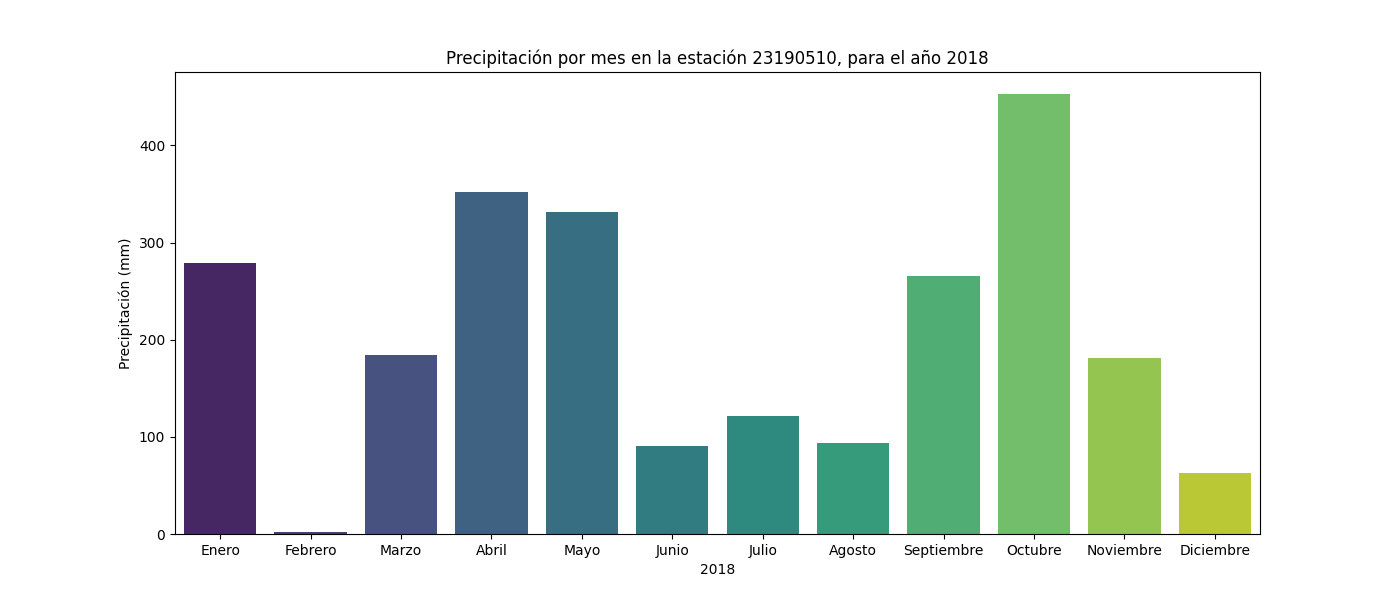 Precipitación por mes en la estación 23190510, para el año 2018
Precipitación (mm)
400
300
200
100
0
Enero Febrero Marzo Abril Mayo Junio Julio Agosto Septiembre Octubre Noviembre Diciembre
2018